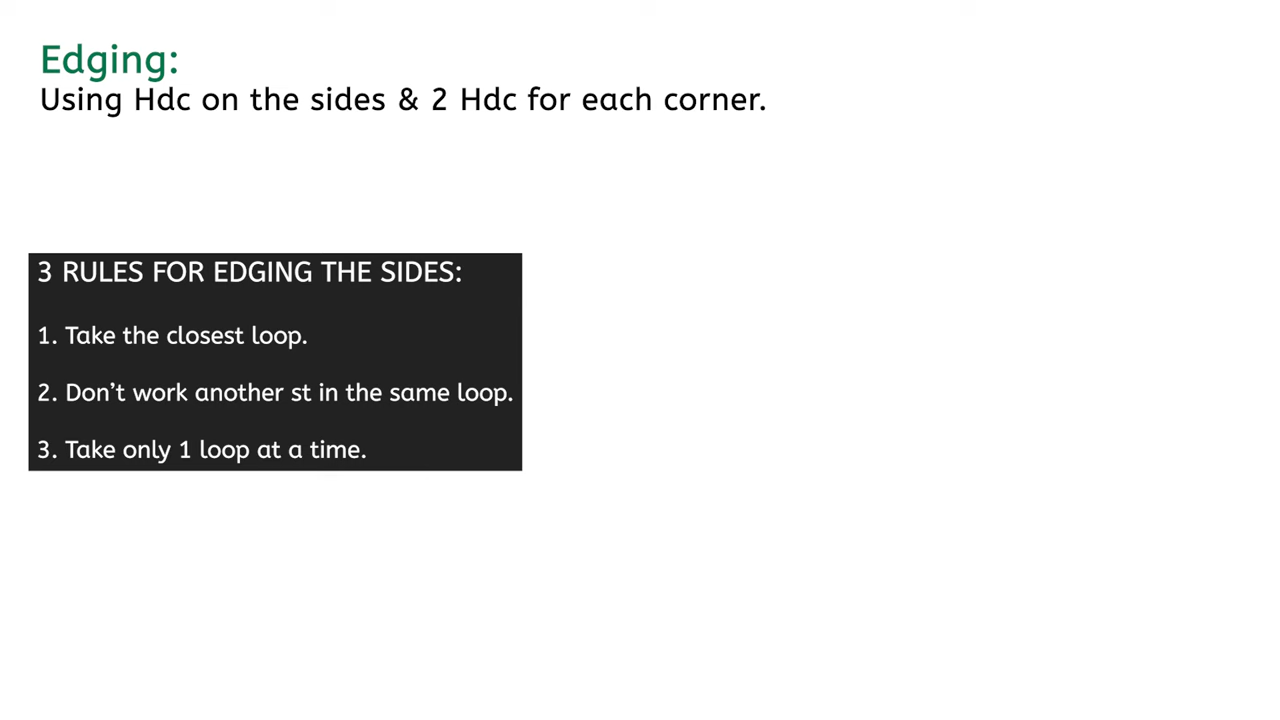 Edging:
Using Hdc on the sides & 2 Hdc for each corner.
3 RULES FOR EDGING THE SIDES:
1. Take the closest loop.
2. Don’t work another st in the same loop.
3. Take only 1 loop at a time.